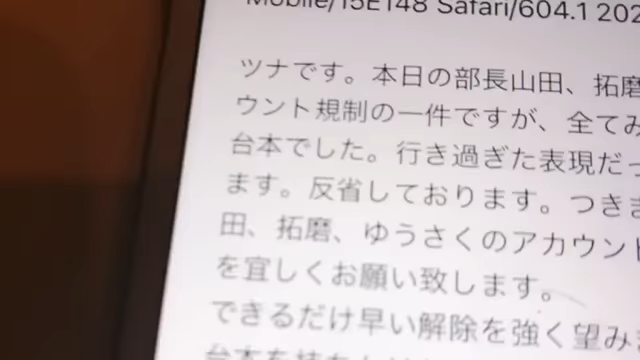 Mobile/15E148 Safari/604.1 202
ツナです。本日の部長山田、拓磨
ウント規制の一件ですが、全てみ
台本でした。行き過ぎた表現だっ
ます。反省しております。つきま
田、拓磨、ゆうさくのアカウント
を宜しくお願い致します。
できるだけ早い解除を強く望みま